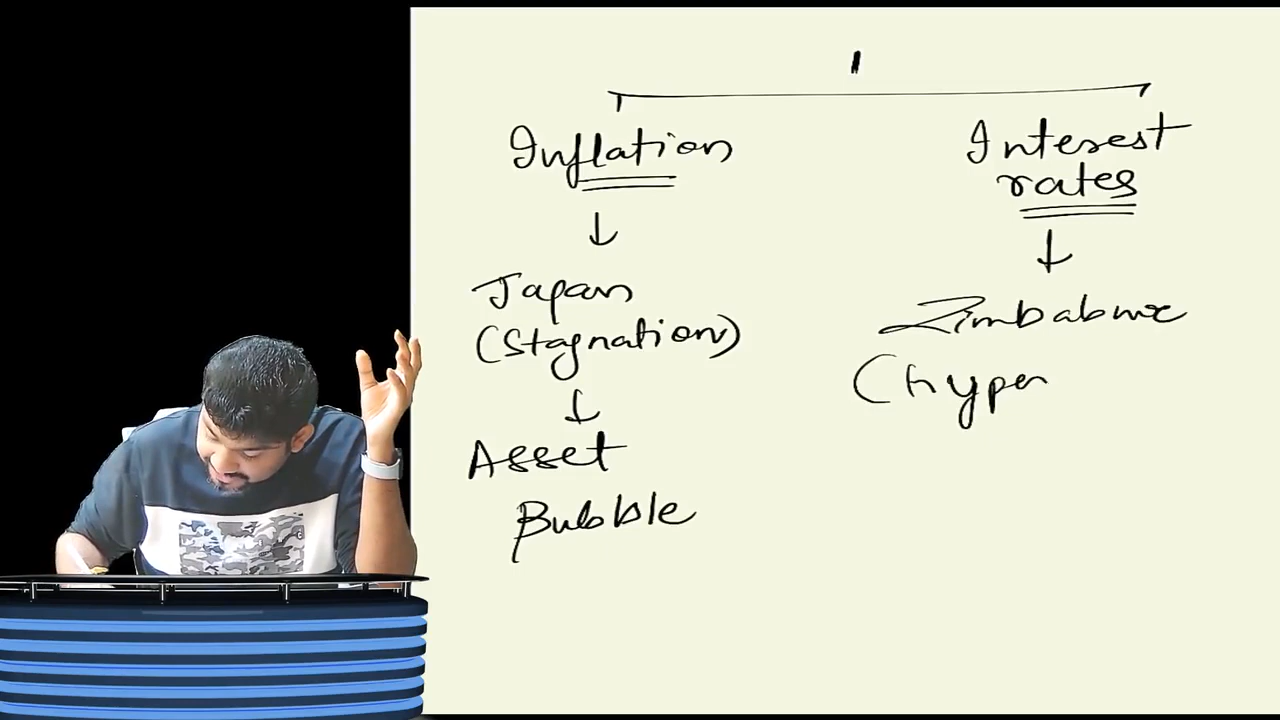 Inflation
↓
Japan
(Stagnation)
↓
Asset
Bubble
Interest
rates
↓
Zimbabwe
(hyper